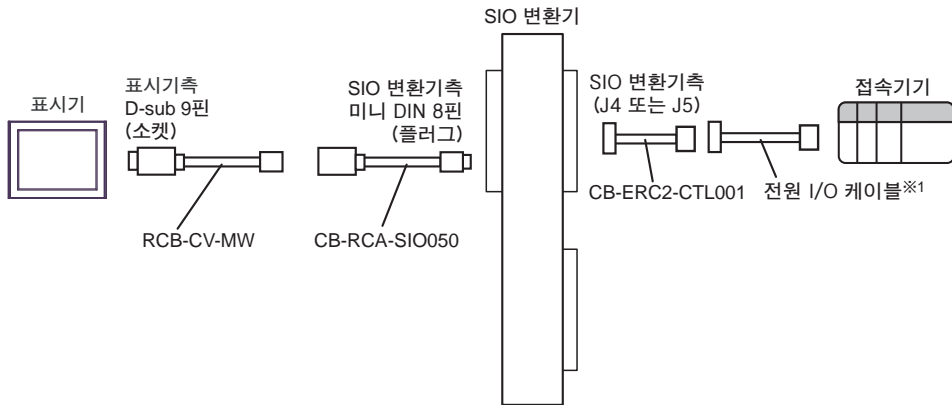 SIO 변환기
표시기
표시기측
D-sub 9핀
(소켓)
SIO 변환기측
미니 DIN 8핀
(플러그)
SIO 변환기측
(J4 또는 J5)
접속기기
RCB-CV-MW
CB-RCA-SIO050
CB-ERC2-CTL001
전원 I/O 케이블※1